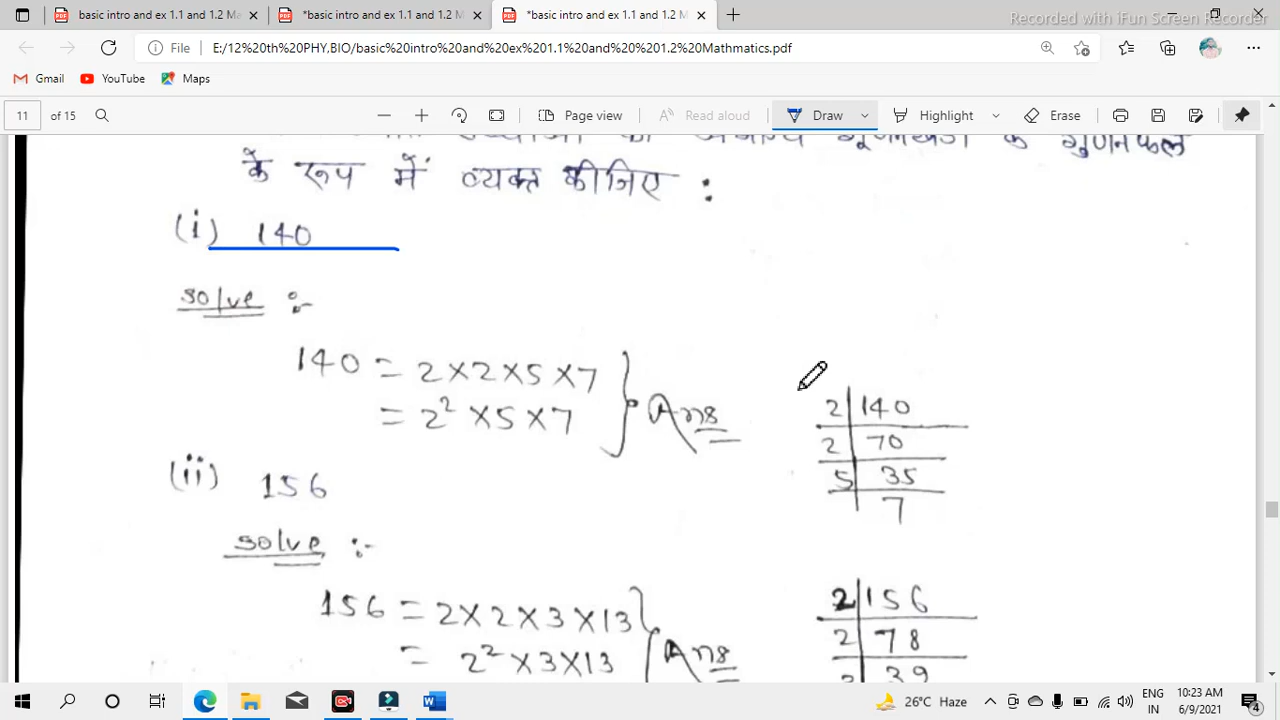 basic intro and ex 1.1 and 1.2 Ma
*basic intro and ex 1.1 and 1.2 M
*basic intro and ex 1.1 and 1.2 M
Recorded with iFun Screen Recorder
File E:/12%20th%20PHY,BIO/basic%20intro%20and%20ex%201.1%20and%20%201.2%20Mathmatics.pdf
Gmail YouTube Maps
11 of 15 Page view Read aloud Draw Highlight Erase
के गुणनफल
के रूप में व्यक्त कीजिए :
(i) 140
solve :-
140 = 2×2×5×7
= 2² ×5×7
Ans
2 140
2 70
5 35
7
(ii) 156
solve :-
156 = 2×2×3×13
= 2²×3×13
Ans
2 156
2 78
39
26°C Haze
ENG
IN
10:23 AM
6/9/2021
4